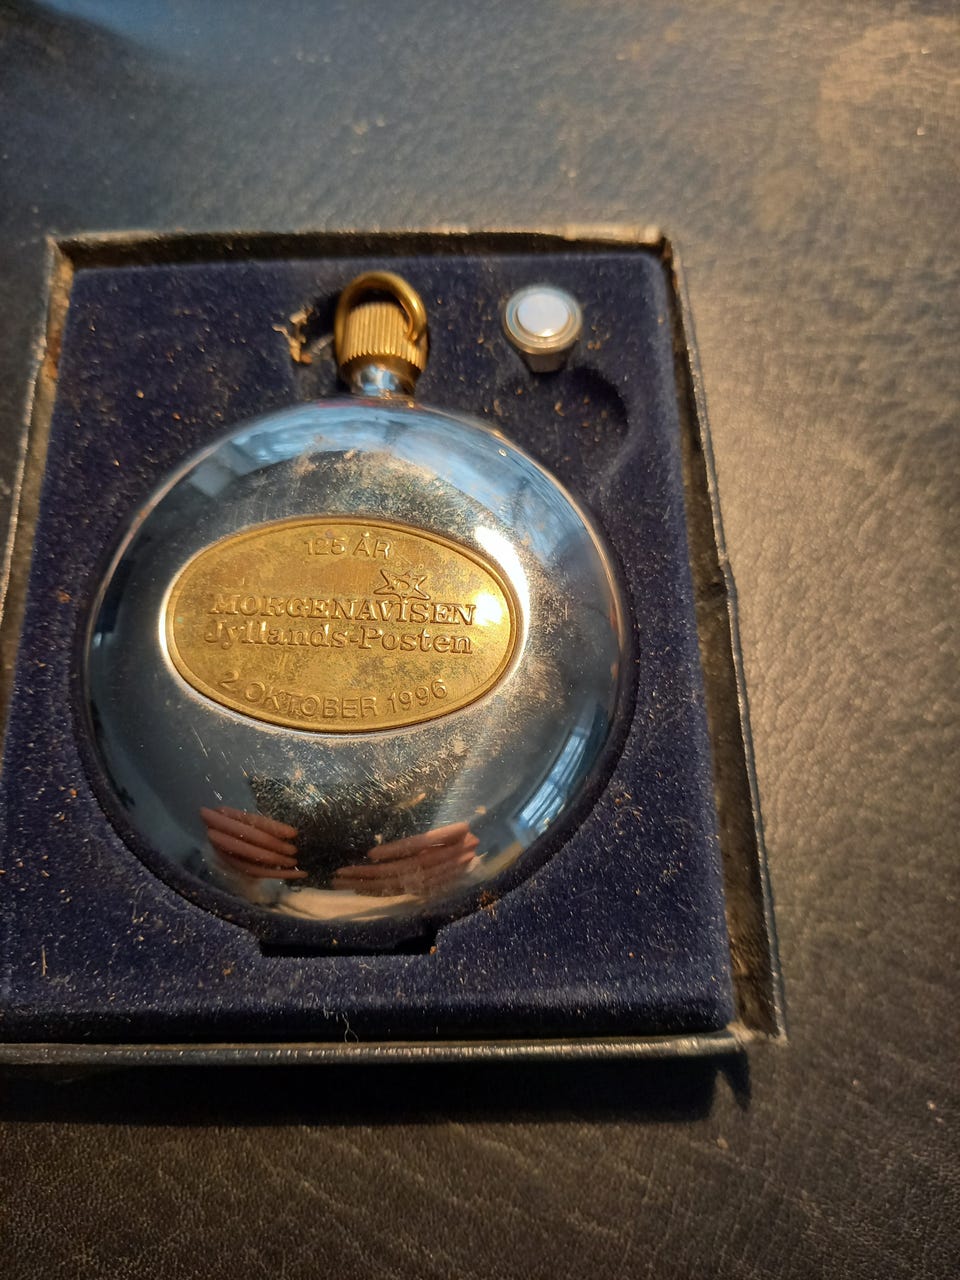 125 ÅR
MORGENAVISEN
Jyllands-Posten
2. OKTOBER 1996